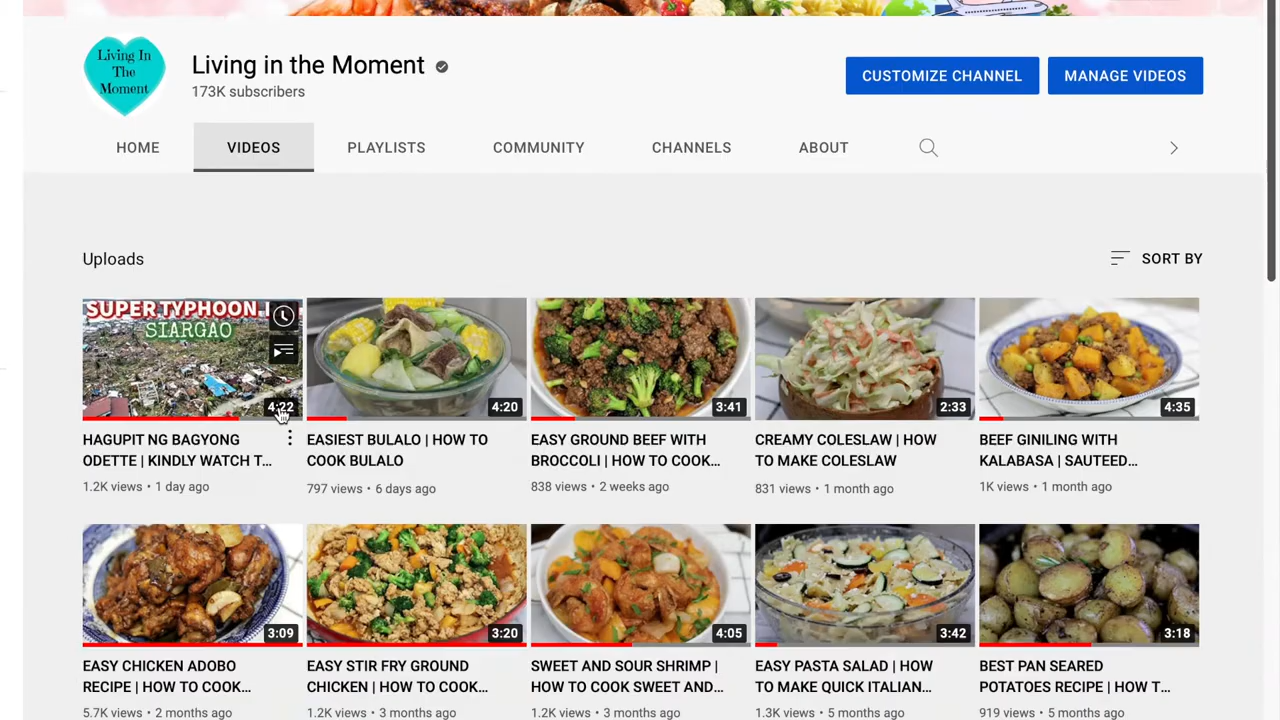 Living In
The
Moment
Living in the Moment
173K subscribers
CUSTOMIZE CHANNEL
MANAGE VIDEOS
HOME
VIDEOS
PLAYLISTS
COMMUNITY
CHANNELS
ABOUT
Uploads
SORT BY
SUPER TYPHOON
SIARGAO
4:22
4:20
3:41
2:33
4:35
HAGUPIT NG BAGYONG
ODETTE | KINDLY WATCH T...
1.2K views • 1 day ago
EASIEST BULALO | HOW TO
COOK BULALO
797 views • 6 days ago
EASY GROUND BEEF WITH
BROCCOLI | HOW TO COOK...
838 views • 2 weeks ago
CREAMY COLESLAW | HOW
TO MAKE COLESLAW
831 views • 1 month ago
BEEF GINILING WITH
KALABASA | SAUTEED...
1K views • 1 month ago
3:09
3:20
4:05
3:42
3:18
EASY CHICKEN ADOBO
RECIPE | HOW TO COOK...
5.7K views • 2 months ago
EASY STIR FRY GROUND
CHICKEN | HOW TO COOK...
1.2K views • 3 months ago
SWEET AND SOUR SHRIMP |
HOW TO COOK SWEET AND...
1.2K views • 3 months ago
EASY PASTA SALAD | HOW
TO MAKE QUICK ITALIAN...
1.3K views • 5 months ago
BEST PAN SEARED
POTATOES RECIPE | HOW T...
919 views • 5 months ago